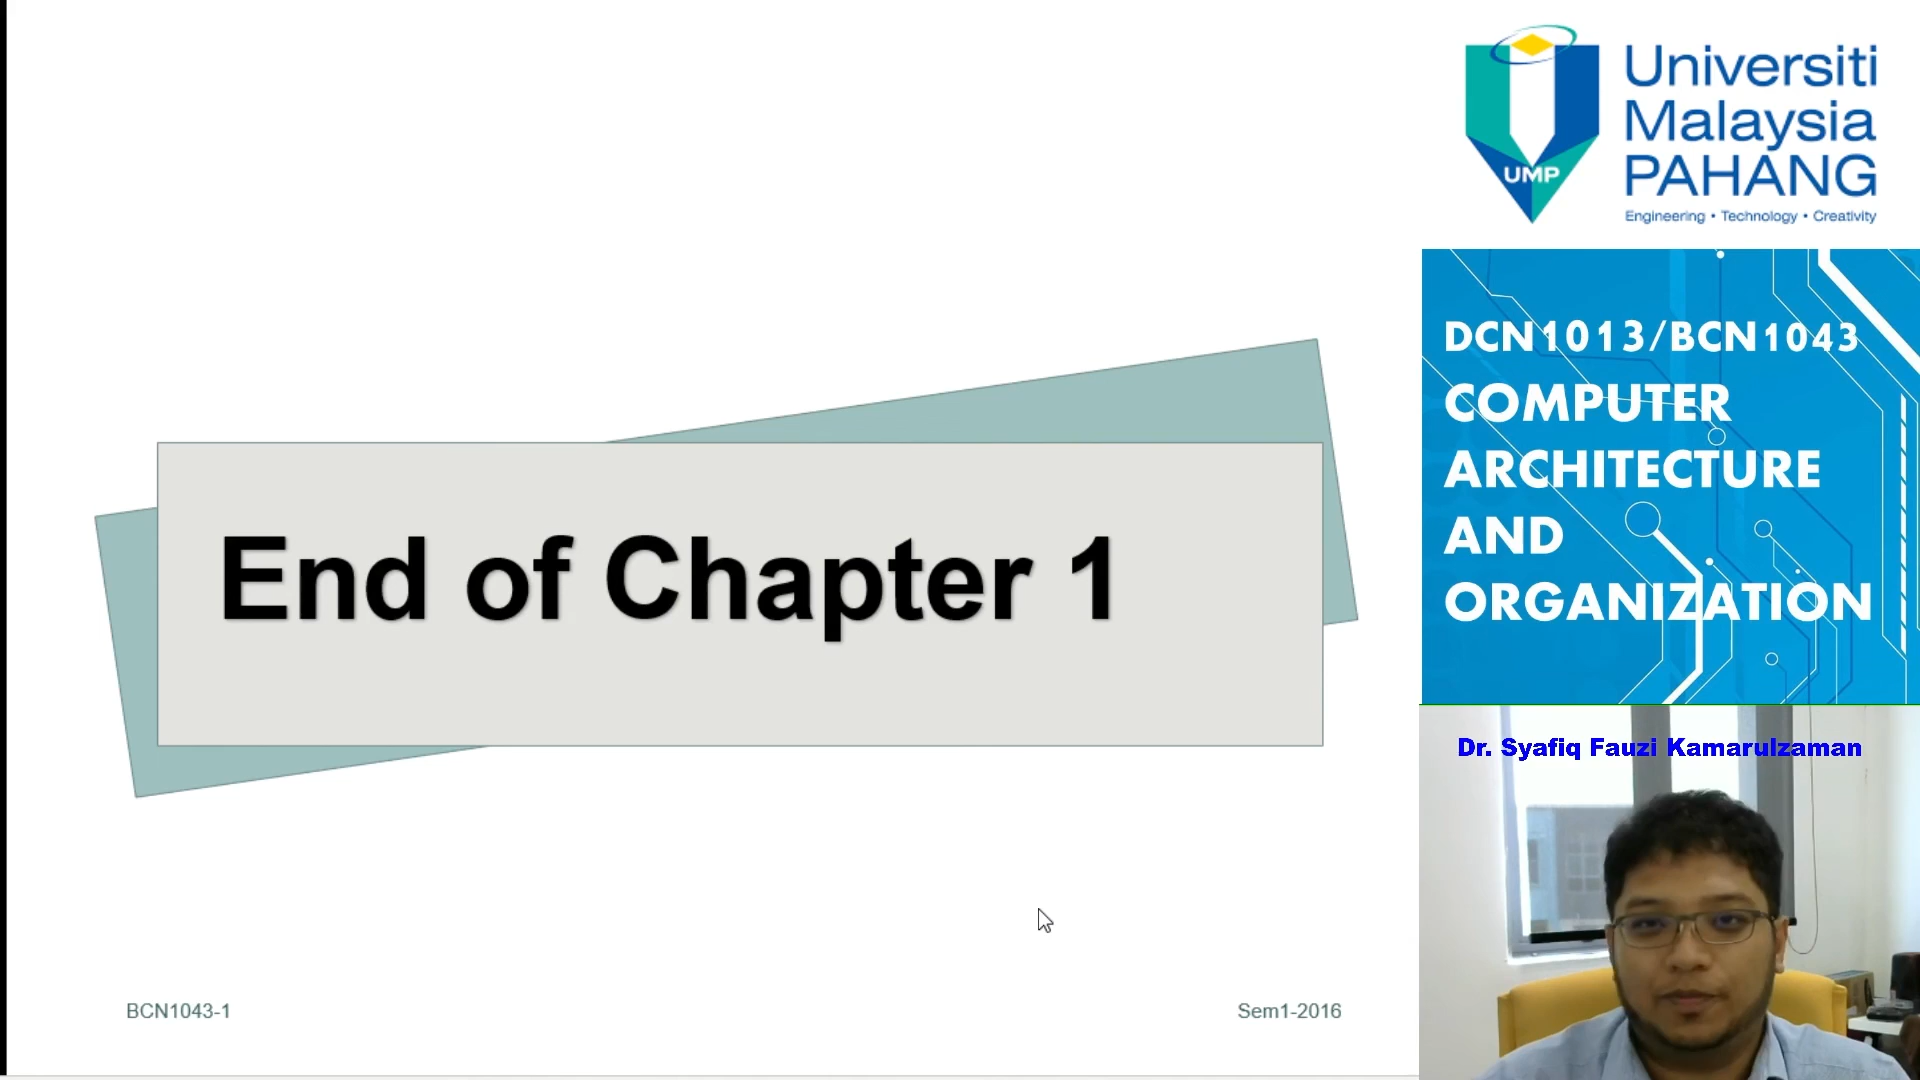 End of Chapter 1
BCN1043-1
Sem1-2016
Universiti
Malaysia
PAHANG
Engineering • Technology • Creativity
UMP
DCN1013/BCN1043
COMPUTER
ARCHITECTURE
AND
ORGANIZATION
Dr. Syafiq Fauzi Kamarulzaman